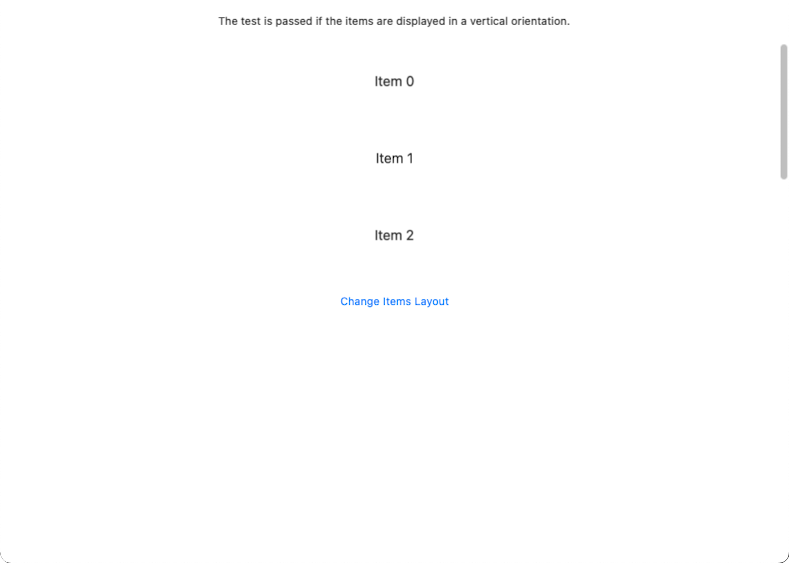 The test is passed if the items are displayed in a vertical orientation.
Item 0
Item 1
Item 2
Change Items Layout